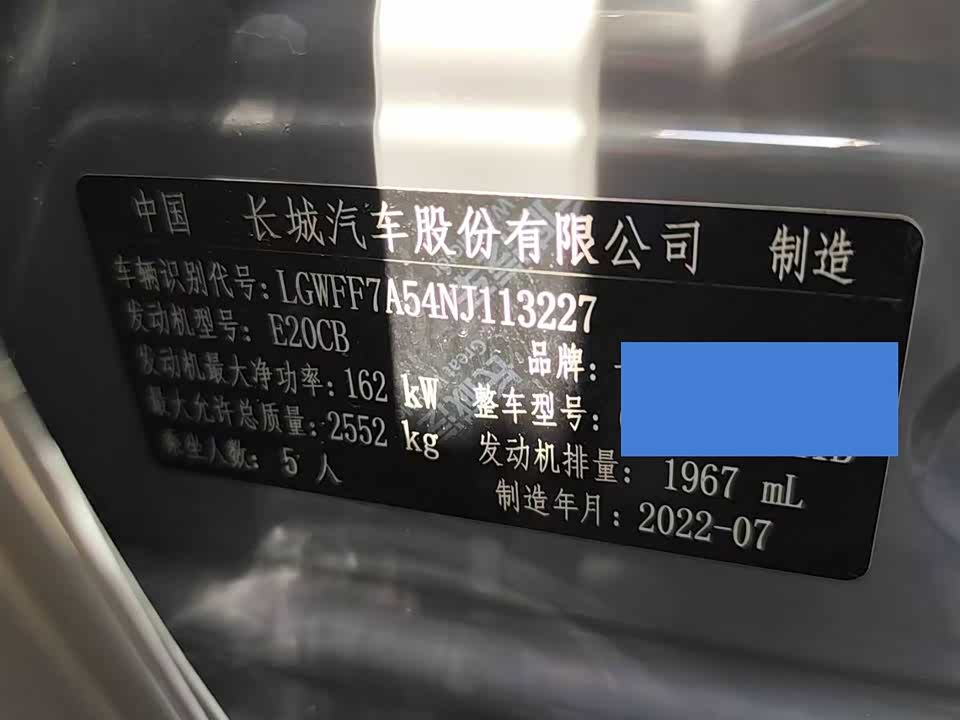 中国 长城汽车股份有限公司 制造
车辆识别代号:LGWFF7A54NJ113227
发动机型号:E20CB 品牌:
发动机最大净功率:162 kW 整车型号:
最大允许总质量:2552 kg 发动机排量:1967 mL
乘坐人数:5 人 制造年月:2022-07